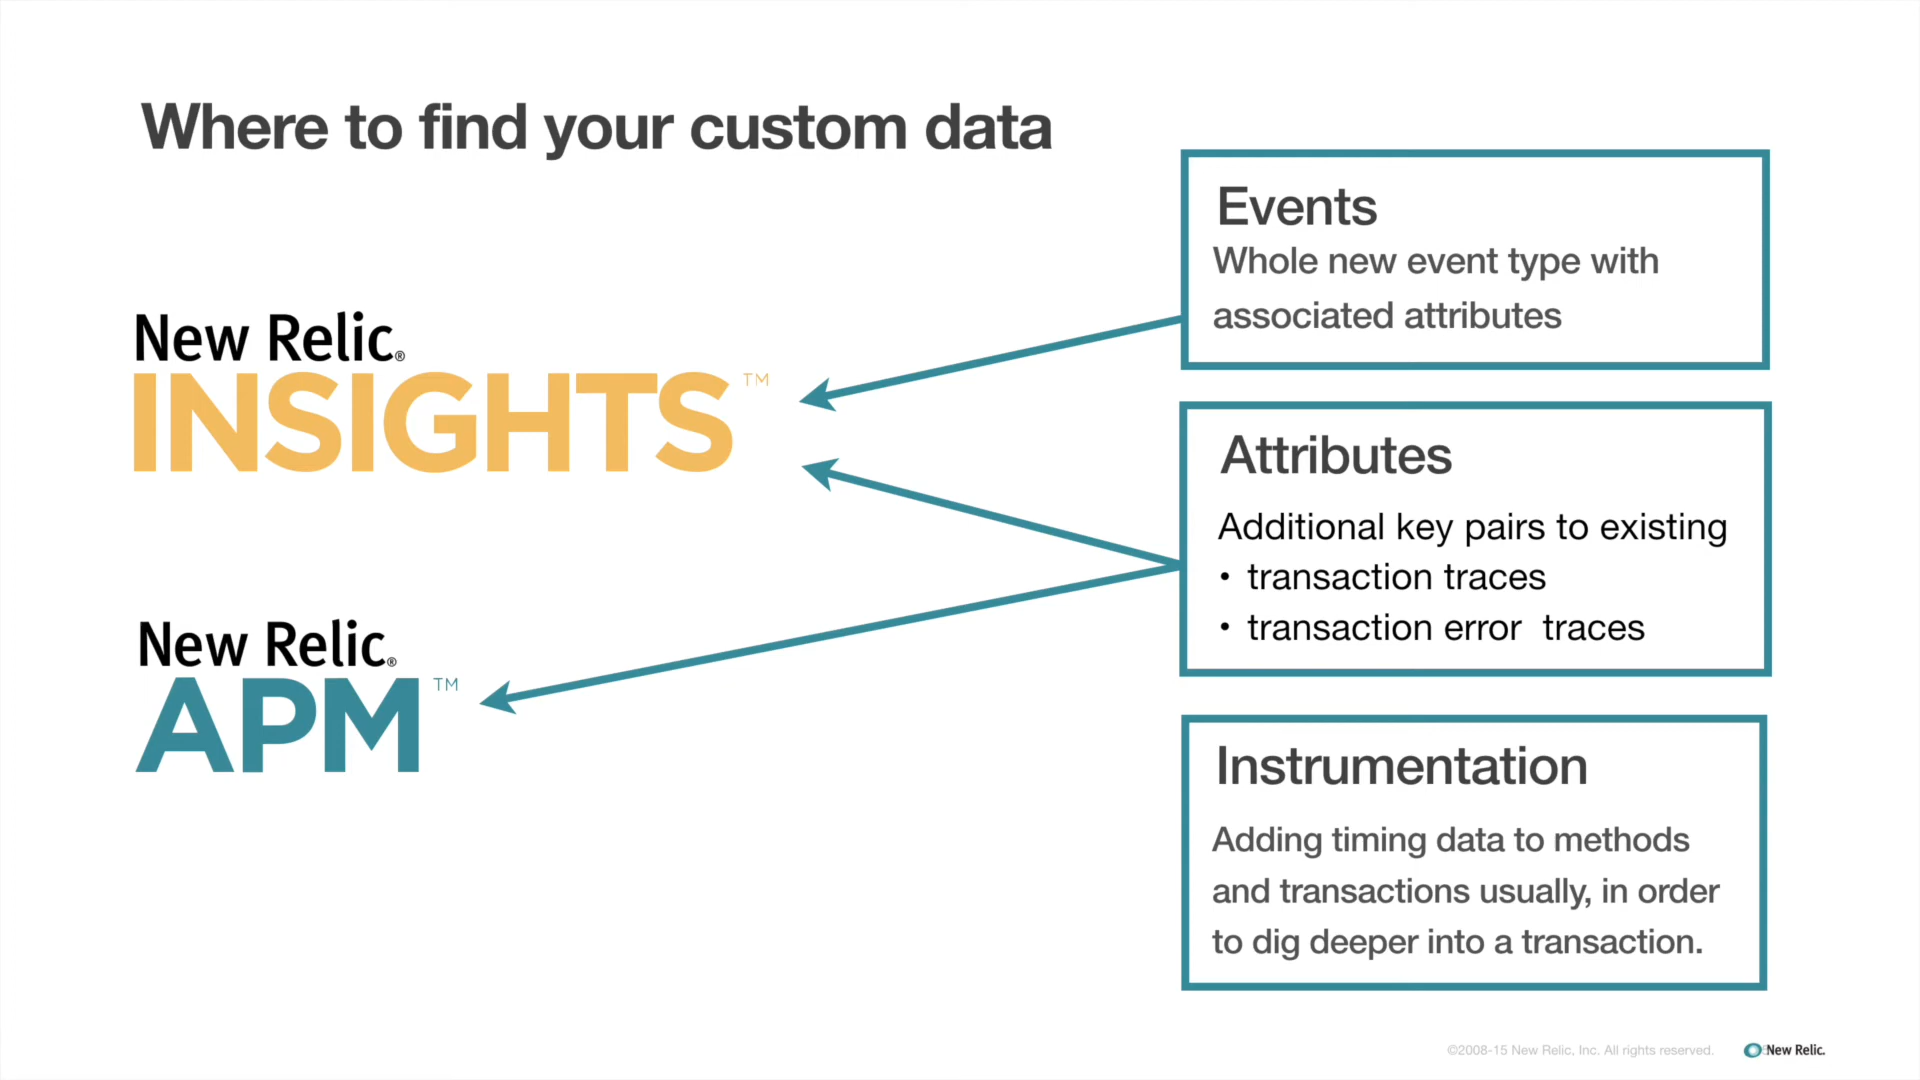 Where to find your custom data
New Relic®
INSIGHTS™
New Relic®
APM™
Events
Whole new event type with
associated attributes
Attributes
Additional key pairs to existing
• transaction traces
• transaction error  traces
Instrumentation
Adding timing data to methods
and transactions usually, in order
to dig deeper into a transaction.
©2008-15 New Relic, Inc. All rights reserved.
New Relic.